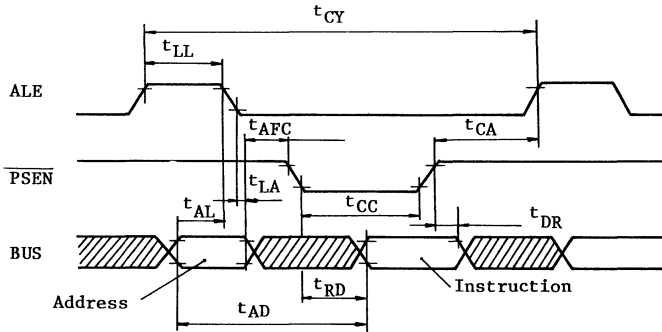 tCY
tLL
ALE
tAFC
tCA
PSEN
tLA
tAL
tCC
tDR
BUS
Address
tRD
Instruction
tAD